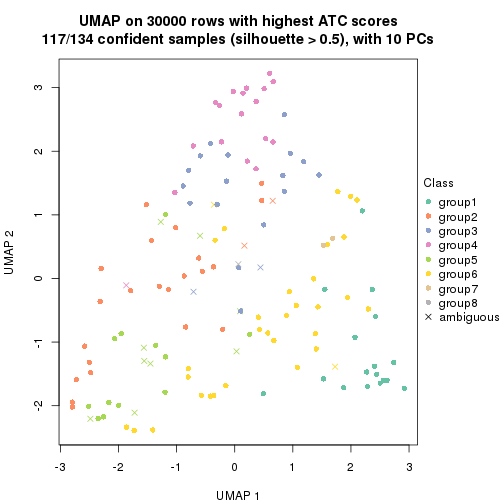 UMAP on 30000 rows with highest ATC scores
117/134 confident samples (silhouette > 0.5), with 10 PCs
3
2
1
0
-1
-2
UMAP 2
-3
-2
-1
0
1
2
3
UMAP 1
Class
group1
group2
group3
group4
group5
group6
group7
group8
ambiguous